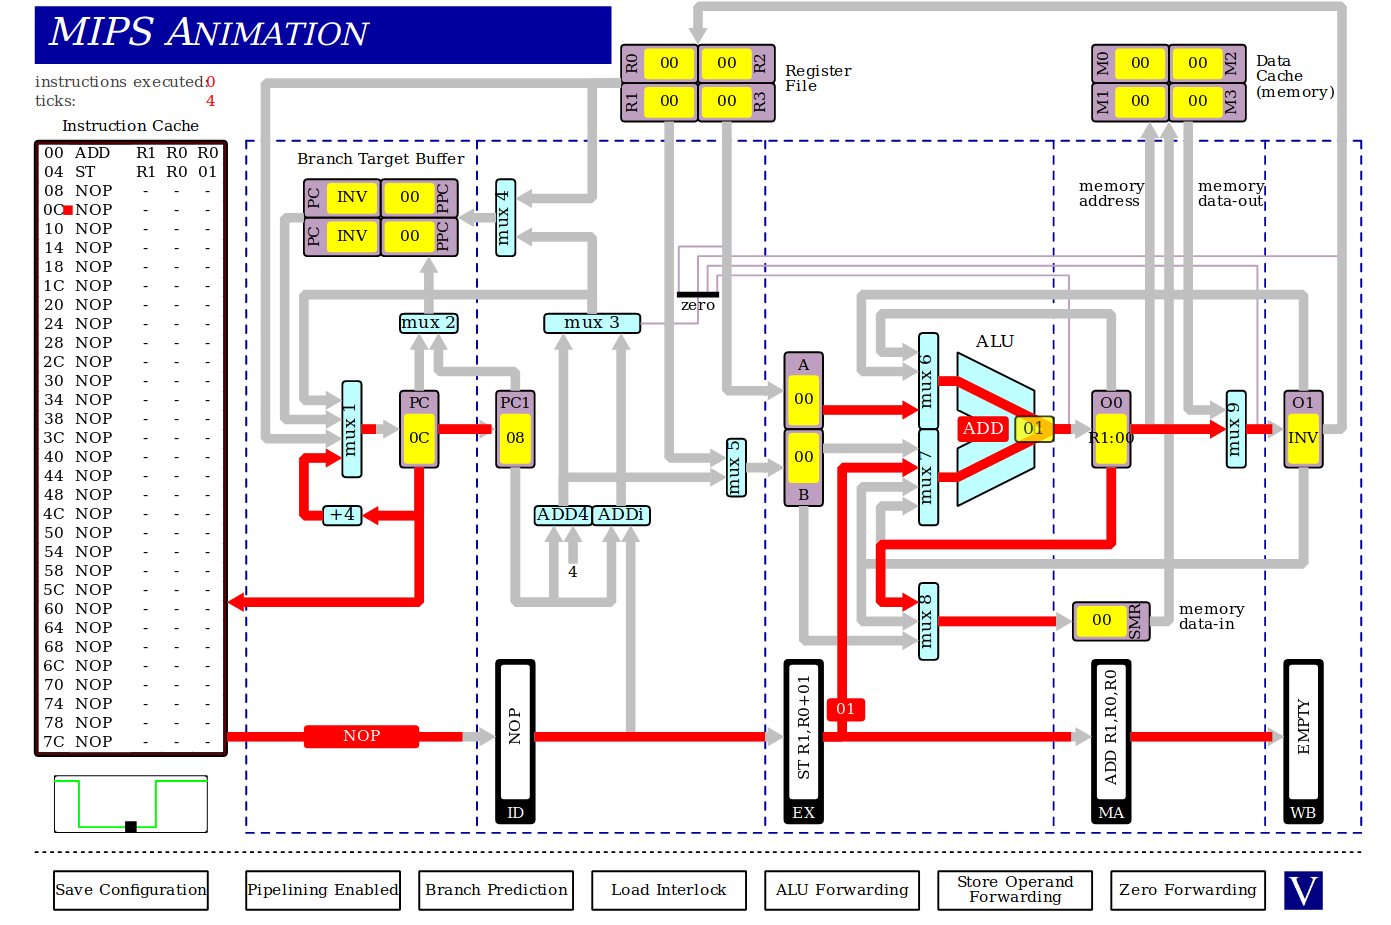 MIPS ANIMATION
instructions executed:0
ticks: 4
Instruction Cache
00 ADD R1 R0 R0
04 ST R1 R0 01
08 NOP - - -
0C NOP - - -
10 NOP - - -
14 NOP - - -
18 NOP - - -
1C NOP - - -
20 NOP - - -
24 NOP - - -
28 NOP - - -
2C NOP - - -
30 NOP - - -
34 NOP - - -
38 NOP - - -
3C NOP - - -
40 NOP - - -
44 NOP - - -
48 NOP - - -
4C NOP - - -
50 NOP - - -
54 NOP - - -
58 NOP - - -
5C NOP - - -
60 NOP - - -
64 NOP - - -
68 NOP - - -
6C NOP - - -
70 NOP - - -
74 NOP - - -
78 NOP - - -
7C NOP - - -
R0 00 00 R2
R1 00 00 R3
Register
File
M0 00 00 M2
M1 00 00 M3
Data
Cache
(memory)
Branch Target Buffer
PC INV 00 PPC
PC INV 00 PPC
mux 4
memory
address
memory
data-out
zero
mux 2
mux 3
mux 1
PC
0C
PC1
08
+4
ADD4
ADDi
4
mux 5
A
00
00
B
mux 6
mux 7
ALU
ADD
01
O0
R1:00
mux 9
O1
INV
mux 8
00 SMR
memory
data-in
01
NOP
NOP
ID
ST R1,R0+01
EX
ADD R1,R0,R0
MA
EMPTY
WB
Save Configuration
Pipelining Enabled
Branch Prediction
Load Interlock
ALU Forwarding
Store Operand
Forwarding
Zero Forwarding
V